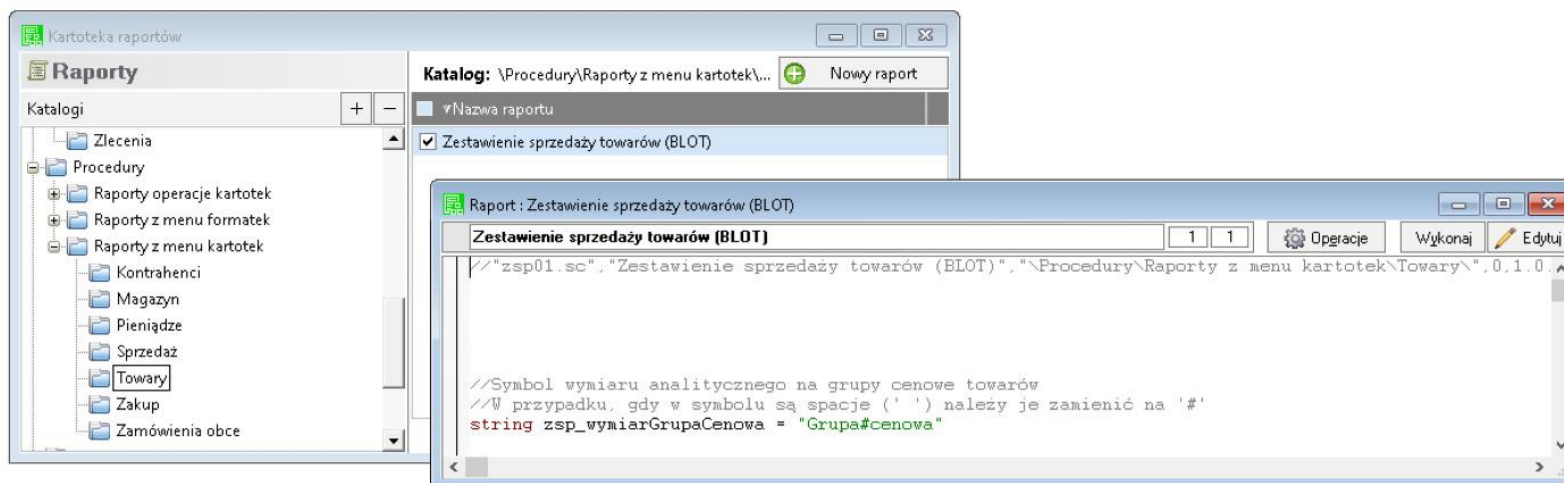 Kartoteka raportów
Raporty
Katalog: \Procedury\Raporty z menu kartotek\...
Nowy raport
Katalogi
+ −
Nazwa raportu
Zlecenia
Zestawienie sprzedaży towarów (BLOT)
Procedury
Raporty operacje kartotek
Raporty z menu formatek
Raporty z menu kartotek
Kontrahenci
Magazyn
Pieniądze
Sprzedaż
Towary
Zakup
Zamówienia obce
Raport : Zestawienie sprzedaży towarów (BLOT)
Zestawienie sprzedaży towarów (BLOT)
1 1
Operacje
Wykonaj
Edytuj
//"zsp01.sc","Zestawienie sprzedaży towarów (BLOT)","\Procedury\Raporty z menu kartotek\Towary\",0,1.0.
//Symbol wymiaru analitycznego na grupy cenowe towarów
//W przypadku, gdy w symbolu są spacje (' ') należy je zamienić na '#'
string zsp_wymiarGrupaCenowa = "Grupa#cenowa"